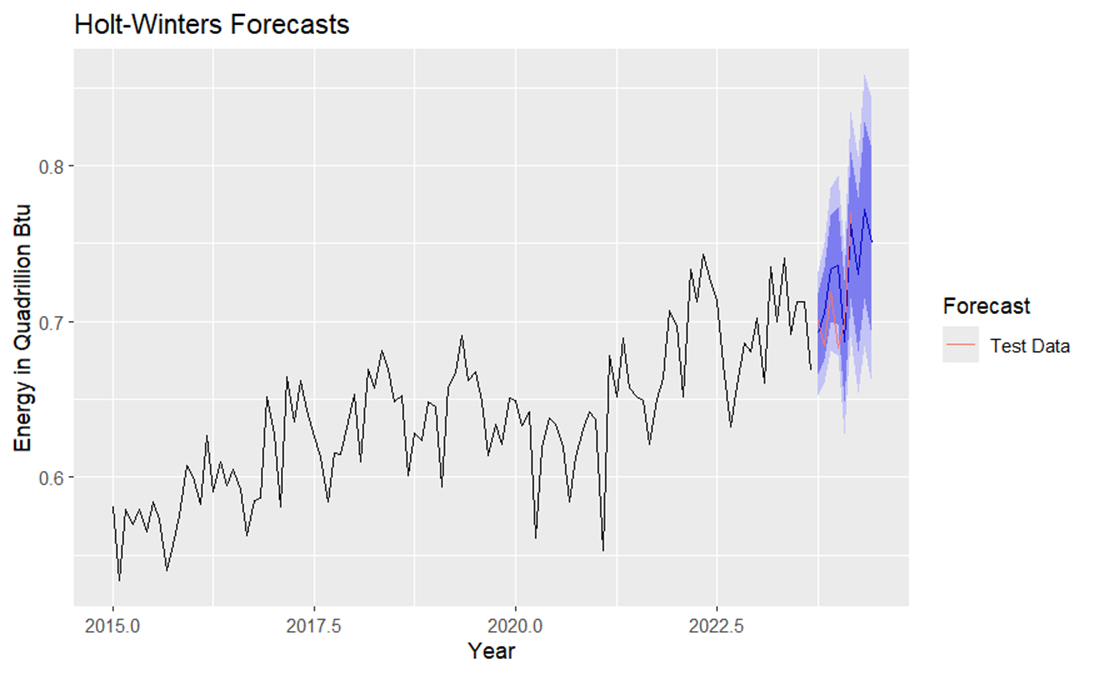 Holt-Winters Forecasts
0.8
0.7
0.6
Energy in Quadrillion Btu
2015.0 2017.5 2020.0 2022.5
Year
Forecast
Test Data